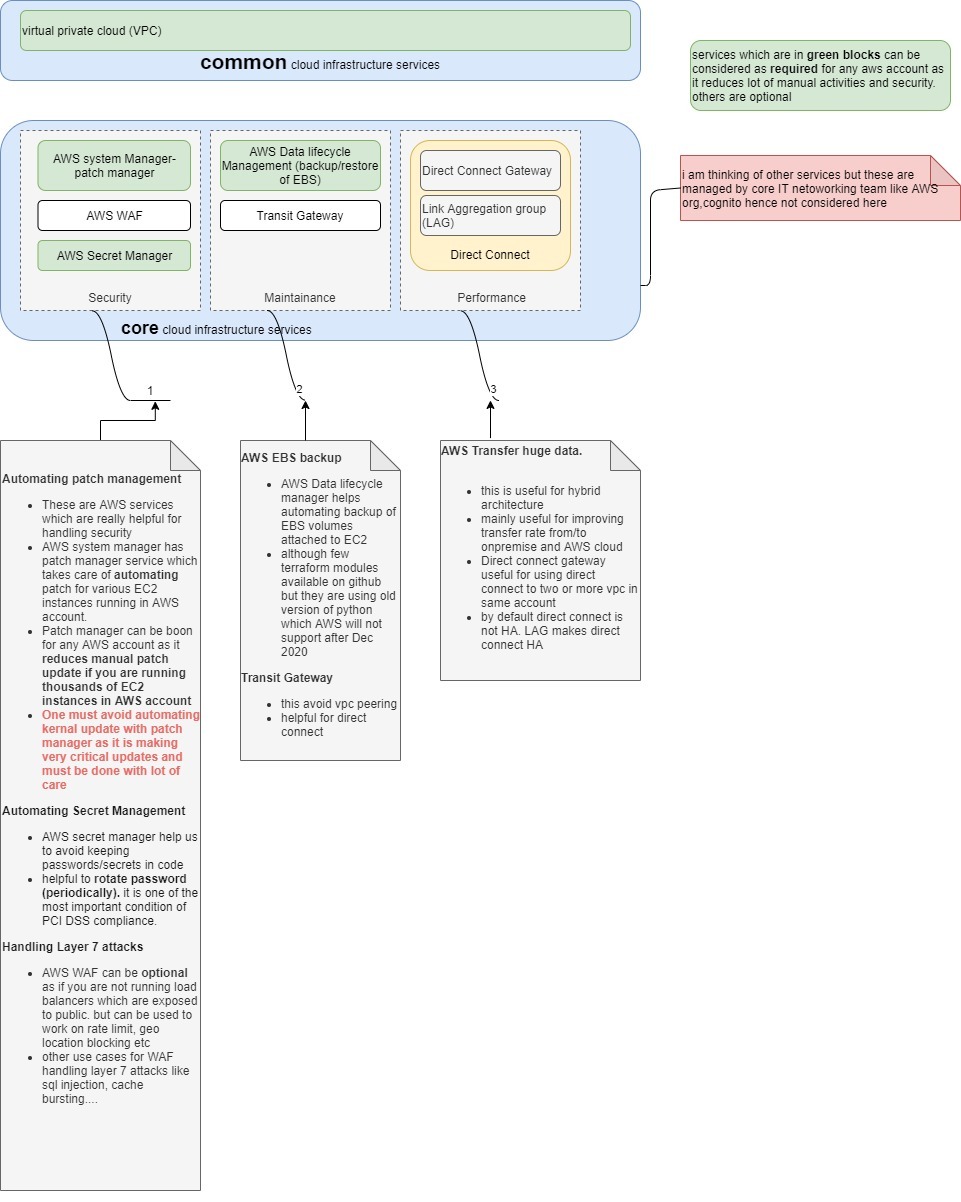 virtual private cloud (VPC)
common cloud infrastructure services
services which are in green blocks can be
considered as required for any aws account as
it reduces lot of manual activities and security.
others are optional
i am thinking of other services but these are
managed by core IT netoworking team like AWS
org,cognito hence not considered here
AWS system Manager-
patch manager
AWS WAF
AWS Secret Manager
Security
AWS Data lifecycle
Management (backup/restore
of EBS)
Transit Gateway
Maintainance
Direct Connect Gateway
Link Aggregation group
(LAG)
Direct Connect
Performance
core cloud infrastructure services
1
2
3
Automating patch management
• These are AWS services
which are really helpful for
handling security
• AWS system manager has
patch manager service which
takes care of automating
patch for various EC2
instances running in AWS
account.
• Patch manager can be boon
for any AWS account as it
reduces manual patch
update if you are running
thousands of EC2
instances in AWS account
• One must avoid automating
kernal update with patch
manager as it is making
very critical updates and
must be done with lot of
care
Automating Secret Management
• AWS secret manager help us
to avoid keeping
passwords/secrets in code
• helpful to rotate password
(periodically). it is one of the
most important condition of
PCI DSS compliance.
Handling Layer 7 attacks
• AWS WAF can be optional
as if you are not running load
balancers which are exposed
to public. but can be used to
work on rate limit, geo
location blocking etc
• other use cases for WAF
handling layer 7 attacks like
sql injection, cache
bursting....
AWS EBS backup
• AWS Data lifecycle
manager helps
automating backup of
EBS volumes
attached to EC2
• although few
terraform modules
available on github
but they are using old
version of python
which AWS will not
support after Dec
2020
Transit Gateway
• this avoid vpc peering
• helpful for direct
connect
AWS Transfer huge data.
• this is useful for hybrid
architecture
• mainly useful for improving
transfer rate from/to
onpremise and AWS cloud
• Direct connect gateway
useful for using direct
connect to two or more vpc in
same account
• by default direct connect is
not HA. LAG makes direct
connect HA